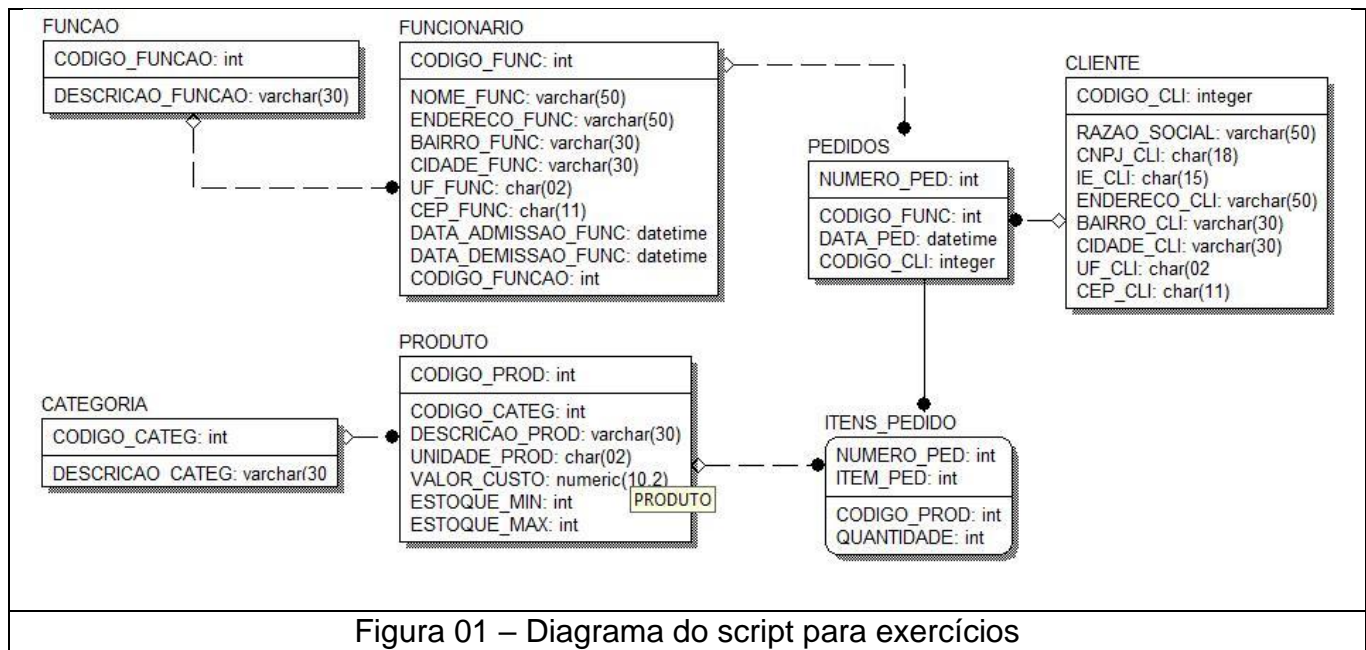 FUNCAO
CODIGO_FUNCAO: int
DESCRICAO_FUNCAO: varchar(30)
FUNCIONARIO
CODIGO_FUNC: int
NOME_FUNC: varchar(50)
ENDERECO_FUNC: varchar(50)
BAIRRO_FUNC: varchar(30)
CIDADE_FUNC: varchar(30)
UF_FUNC: char(02)
CEP_FUNC: char(11)
DATA_ADMISSAO_FUNC: datetime
DATA_DEMISSAO_FUNC: datetime
CODIGO_FUNCAO: int
PEDIDOS
NUMERO_PED: int
CODIGO_FUNC: int
DATA_PED: datetime
CODIGO_CLI: integer
CLIENTE
CODIGO_CLI: integer
RAZAO_SOCIAL: varchar(50)
CNPJ_CLI: char(18)
IE_CLI: char(15)
ENDERECO_CLI: varchar(50)
BAIRRO_CLI: varchar(30)
CIDADE_CLI: varchar(30)
UF_CLI: char(02
CEP_CLI: char(11)
CATEGORIA
CODIGO_CATEG: int
DESCRICAO_CATEG: varchar(30
PRODUTO
CODIGO_PROD: int
CODIGO_CATEG: int
DESCRICAO_PROD: varchar(30)
UNIDADE_PROD: char(02)
VALOR_CUSTO: numeric(10,2)
ESTOQUE_MIN: int
ESTOQUE_MAX: int
PRODUTO
ITENS_PEDIDO
NUMERO_PED: int
ITEM_PED: int
CODIGO_PROD: int
QUANTIDADE: int
Figura 01 – Diagrama do script para exercícios